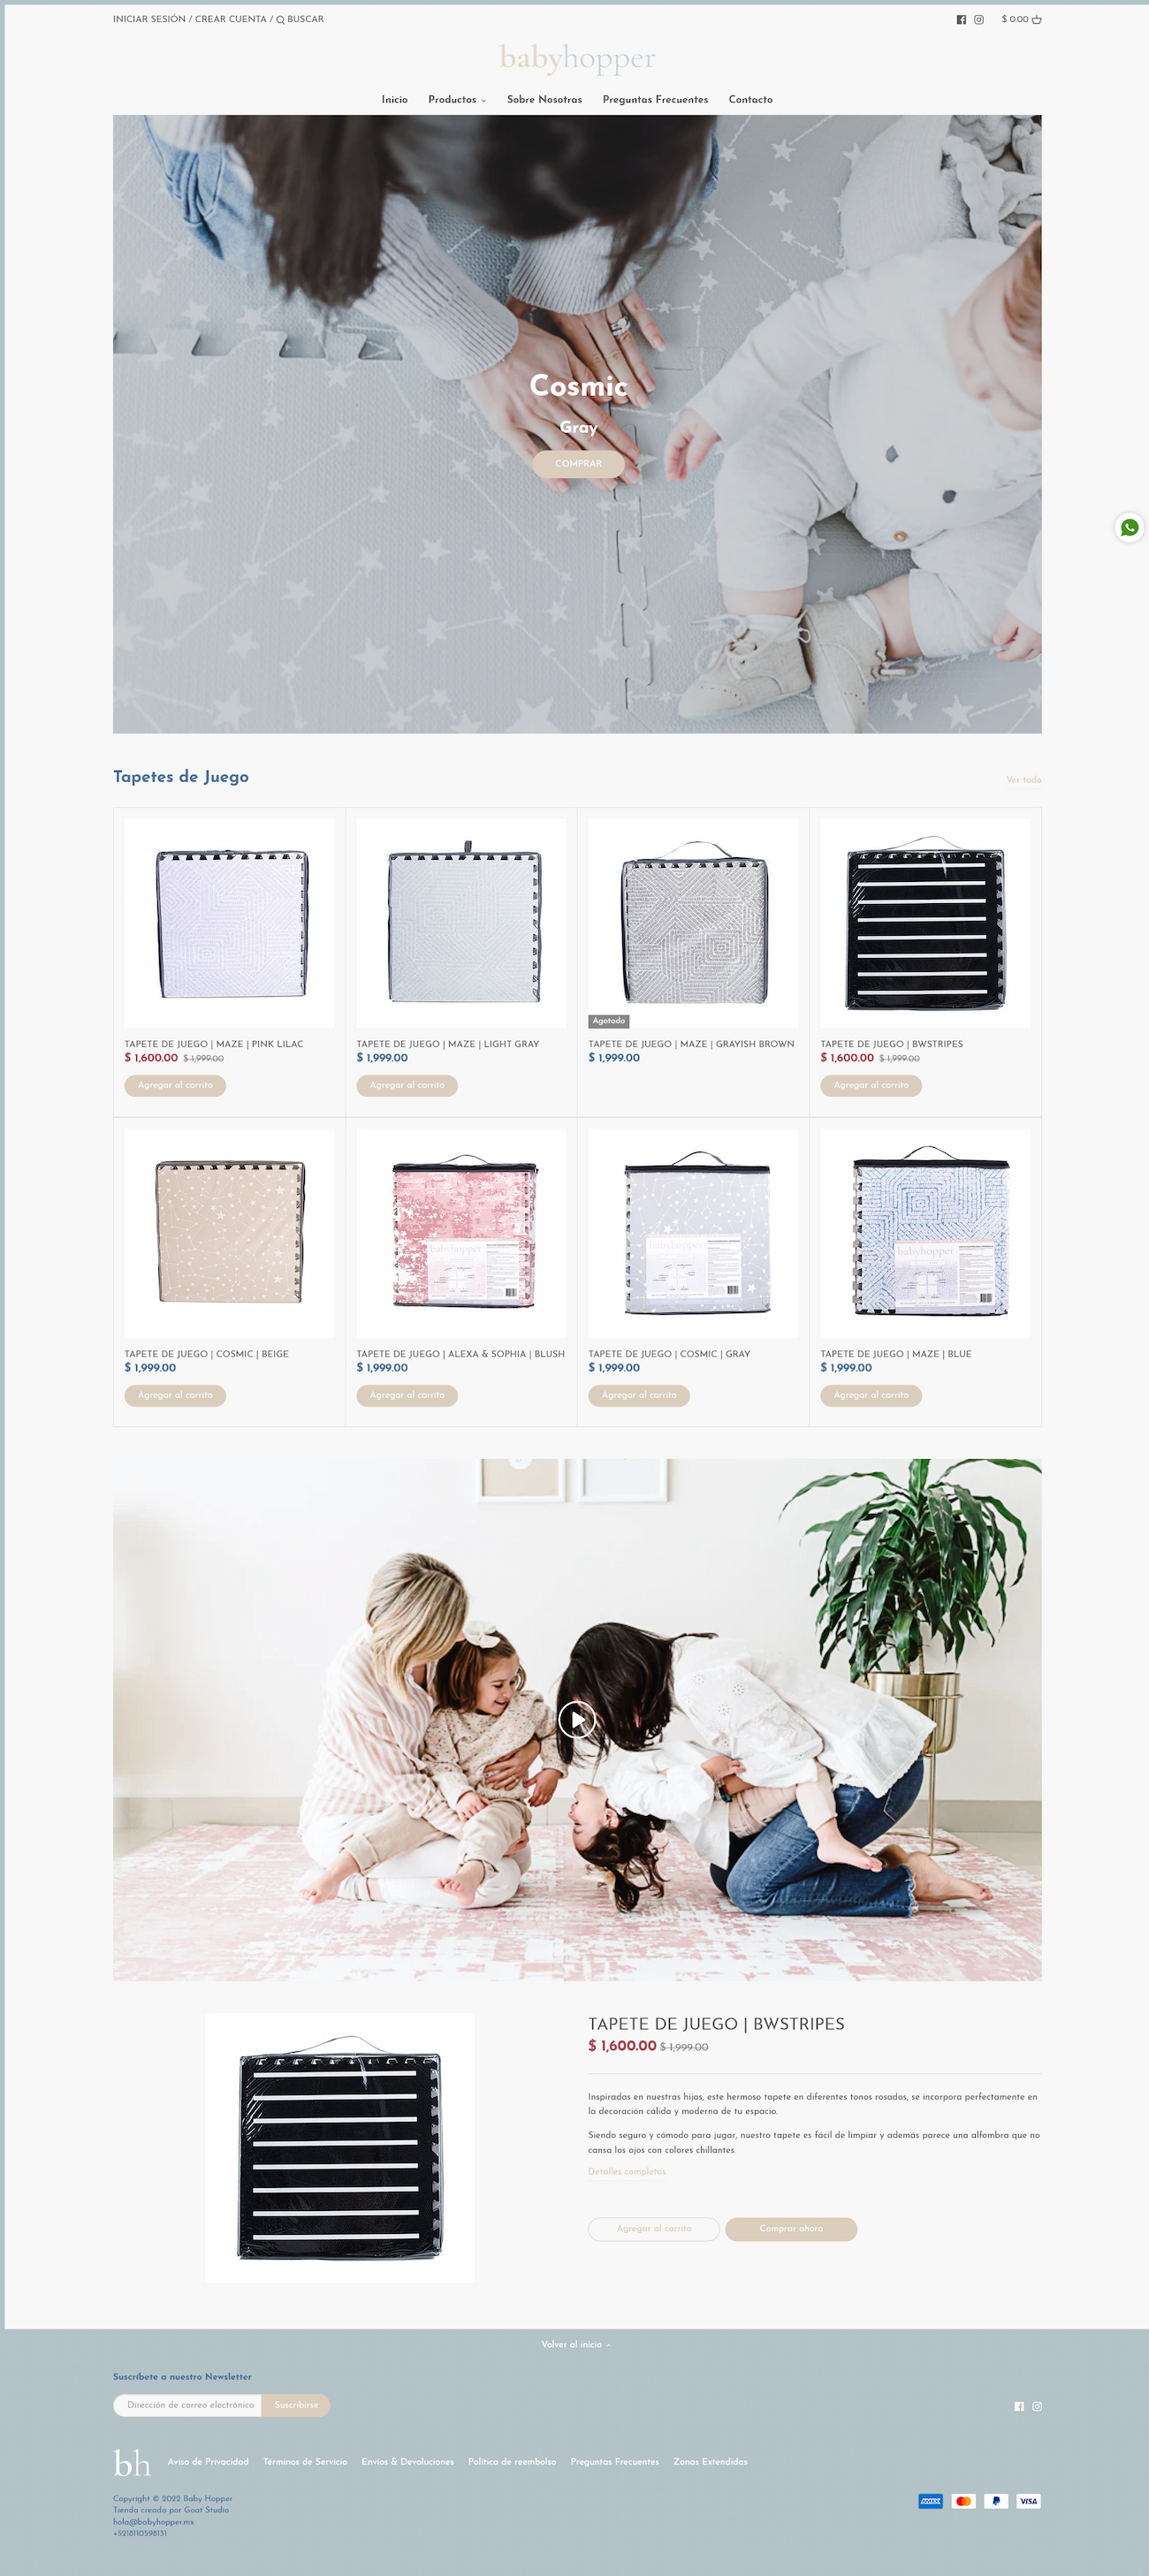 INICIAR SESIÓN / CREAR CUENTA / BUSCAR
$ 0.00
babyhopper
Inicio Productos Sobre Nosotras Preguntas Frecuentes Contacto
Cosmic
Gray
COMPRAR
Tapetes de Juego
Ver todo
Agotado
TAPETE DE JUEGO | MAZE | PINK LILAC
$ 1,600.00 $ 1,999.00
Agregar al carrito
TAPETE DE JUEGO | MAZE | LIGHT GRAY
$ 1,999.00
Agregar al carrito
TAPETE DE JUEGO | MAZE | GRAYISH BROWN
$ 1,999.00
TAPETE DE JUEGO | BWSTRIPES
$ 1,600.00 $ 1,999.00
Agregar al carrito
babyhopper
babyhopper
babyhopper
TAPETE DE JUEGO | COSMIC | BEIGE
$ 1,999.00
Agregar al carrito
TAPETE DE JUEGO | ALEXA & SOPHIA | BLUSH
$ 1,999.00
Agregar al carrito
TAPETE DE JUEGO | COSMIC | GRAY
$ 1,999.00
Agregar al carrito
TAPETE DE JUEGO | MAZE | BLUE
$ 1,999.00
Agregar al carrito
TAPETE DE JUEGO | BWSTRIPES
$ 1,600.00 $ 1,999.00
Inspiradas en nuestras hijas, este hermoso tapete en diferentes tonos rosados, se incorpora perfectamente en
la decoración cálida y moderna de tu espacio.
Siendo seguro y cómodo para jugar, nuestro tapete es fácil de limpiar y además parece una alfombra que no
cansa los ojos con colores chillantes.
Detalles completos
Agregar al carrito Comprar ahora
Volver al inicio
Suscríbete a nuestro Newsletter
Dirección de correo electrónico Suscribirse
bh
Aviso de Privacidad Términos de Servicio Envíos & Devoluciones Política de reembolso Preguntas Frecuentes Zonas Extendidas
Copyright © 2022 Baby Hopper
Tienda creada por Goat Studio
hola@babyhopper.mx
+5218110598131
AMEX PayPal VISA